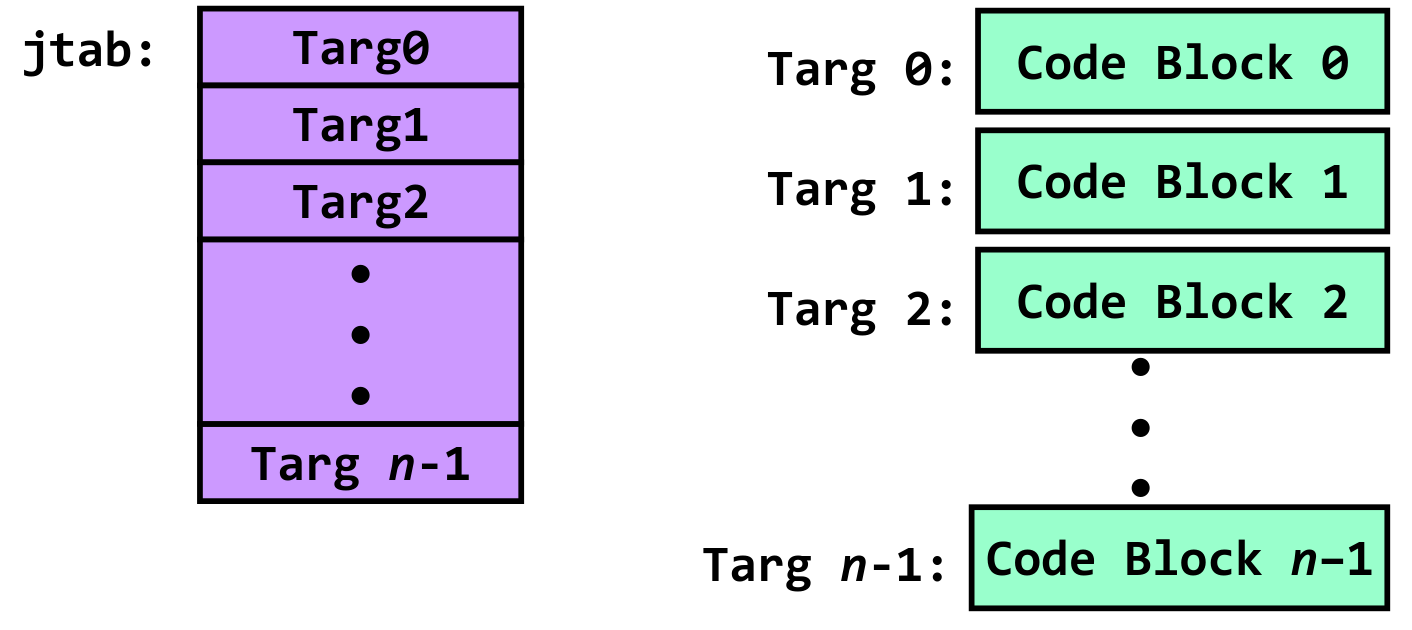 jtab:
Targ0
Targ1
Targ2
•
•
•
Targ n-1
Targ 0:
Code Block 0
Targ 1:
Code Block 1
Targ 2:
Code Block 2
•
•
•
Targ n-1:
Code Block n–1